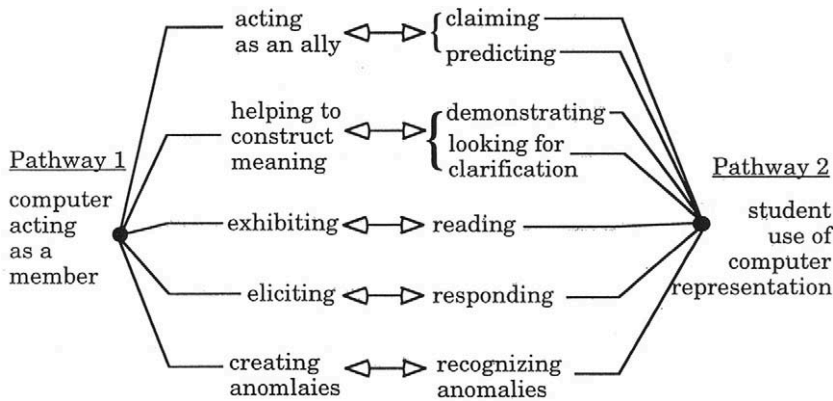 Pathway 1
computer
acting
as a
member
acting
as an ally
helping to
construct
meaning
exhibiting
eliciting
creating
anomlaies
claiming
predicting
demonstrating
looking for
clarification
reading
responding
recognizing
anomalies
Pathway 2
student
use of
computer
representation